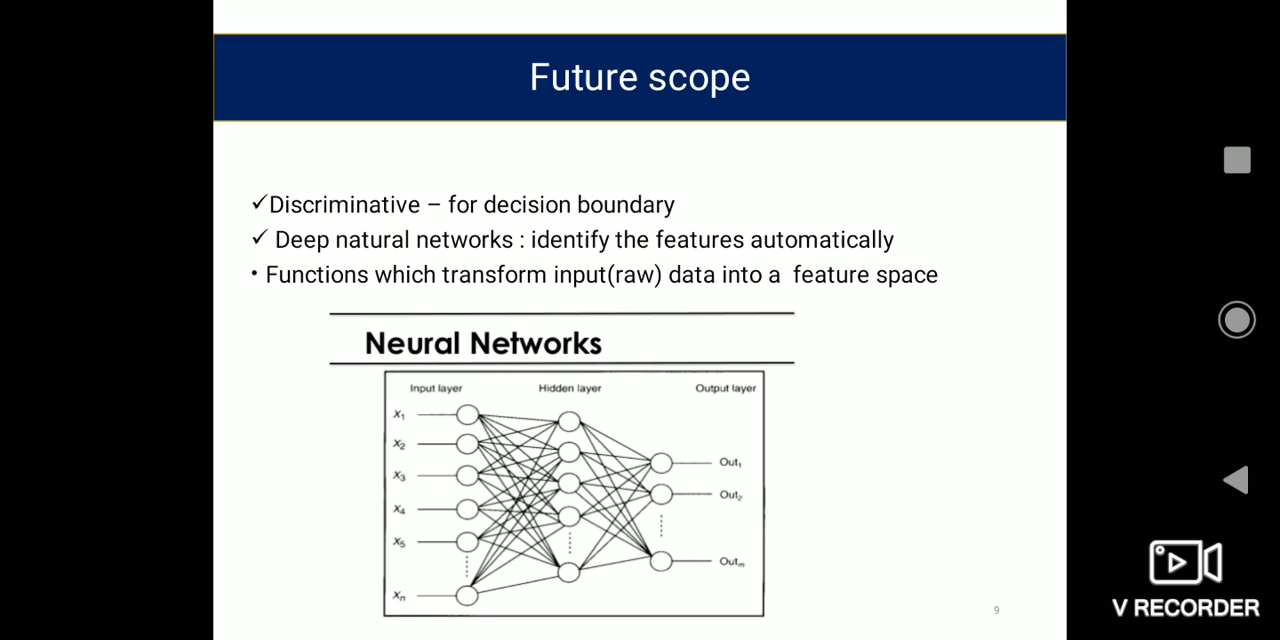 Future scope
✓Discriminative – for decision boundary
✓ Deep natural networks : identify the features automatically
• Functions which transform input(raw) data into a feature space
Neural Networks
Input layer Hidden layer Output layer
X1
X2
X3
X4
X5
Xn
Out1
Out2
Outm
9
V RECORDER